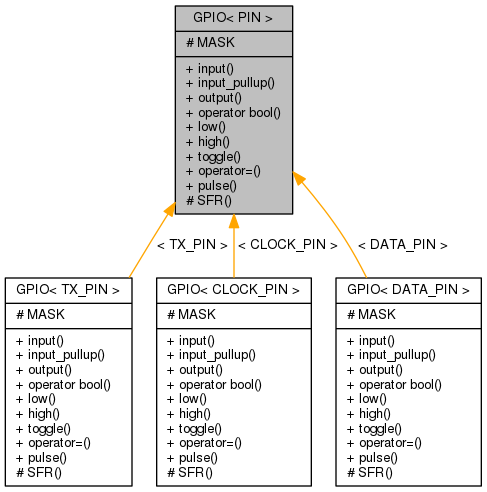 GPIO< PIN >
# MASK
+ input()
+ input_pullup()
+ output()
+ operator bool()
+ low()
+ high()
+ toggle()
+ operator=()
+ pulse()
# SFR()
< TX_PIN >
< CLOCK_PIN >
< DATA_PIN >
GPIO< TX_PIN >
# MASK
+ input()
+ input_pullup()
+ output()
+ operator bool()
+ low()
+ high()
+ toggle()
+ operator=()
+ pulse()
# SFR()
GPIO< CLOCK_PIN >
# MASK
+ input()
+ input_pullup()
+ output()
+ operator bool()
+ low()
+ high()
+ toggle()
+ operator=()
+ pulse()
# SFR()
GPIO< DATA_PIN >
# MASK
+ input()
+ input_pullup()
+ output()
+ operator bool()
+ low()
+ high()
+ toggle()
+ operator=()
+ pulse()
# SFR()